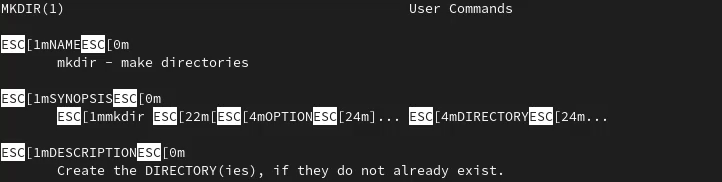 MKDIR(1) User Commands
ESC[1mNAMEESC[0m
mkdir - make directories
ESC[1mSYNOPSISESC[0m
ESC[1mmkdir ESC[22m[ESC[4mOPTIONESC[24m]... ESC[4mDIRECTORYESC[24m...
ESC[1mDESCRIPTIONESC[0m
Create the DIRECTORY(ies), if they do not already exist.